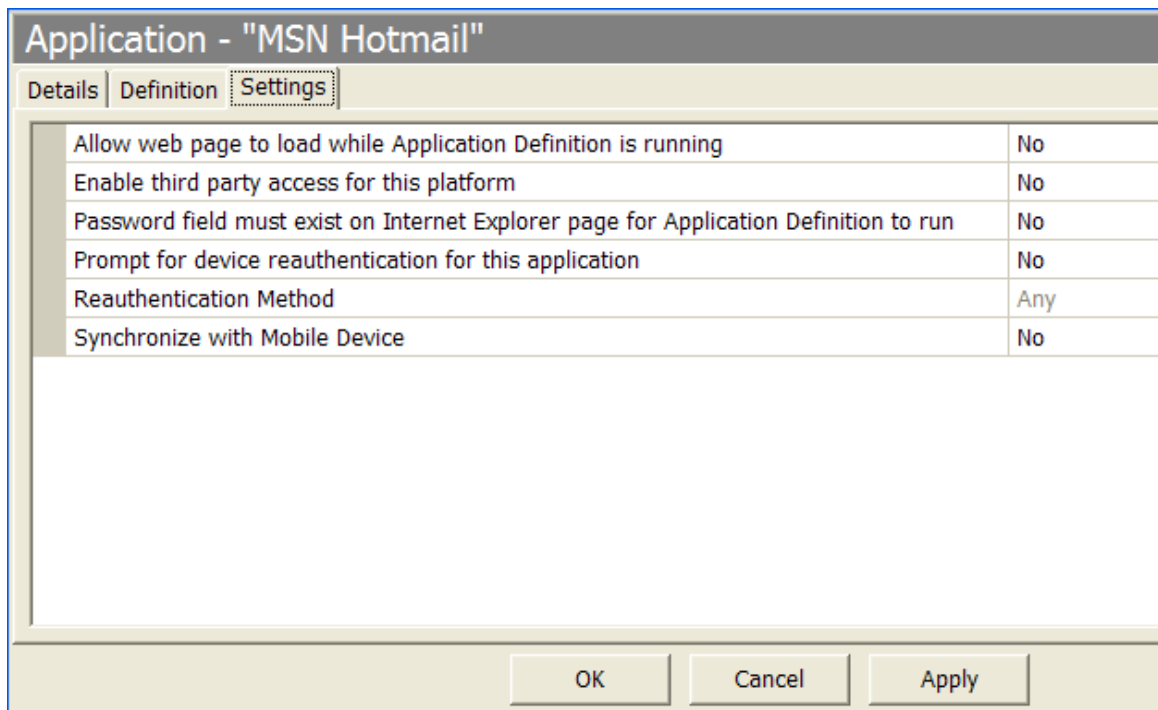 Application - "MSN Hotmail"
Details Definition Settings
Allow web page to load while Application Definition is running No
Enable third party access for this platform No
Password field must exist on Internet Explorer page for Application Definition to run No
Prompt for device reauthentication for this application No
Reauthentication Method Any
Synchronize with Mobile Device No
OK Cancel Apply